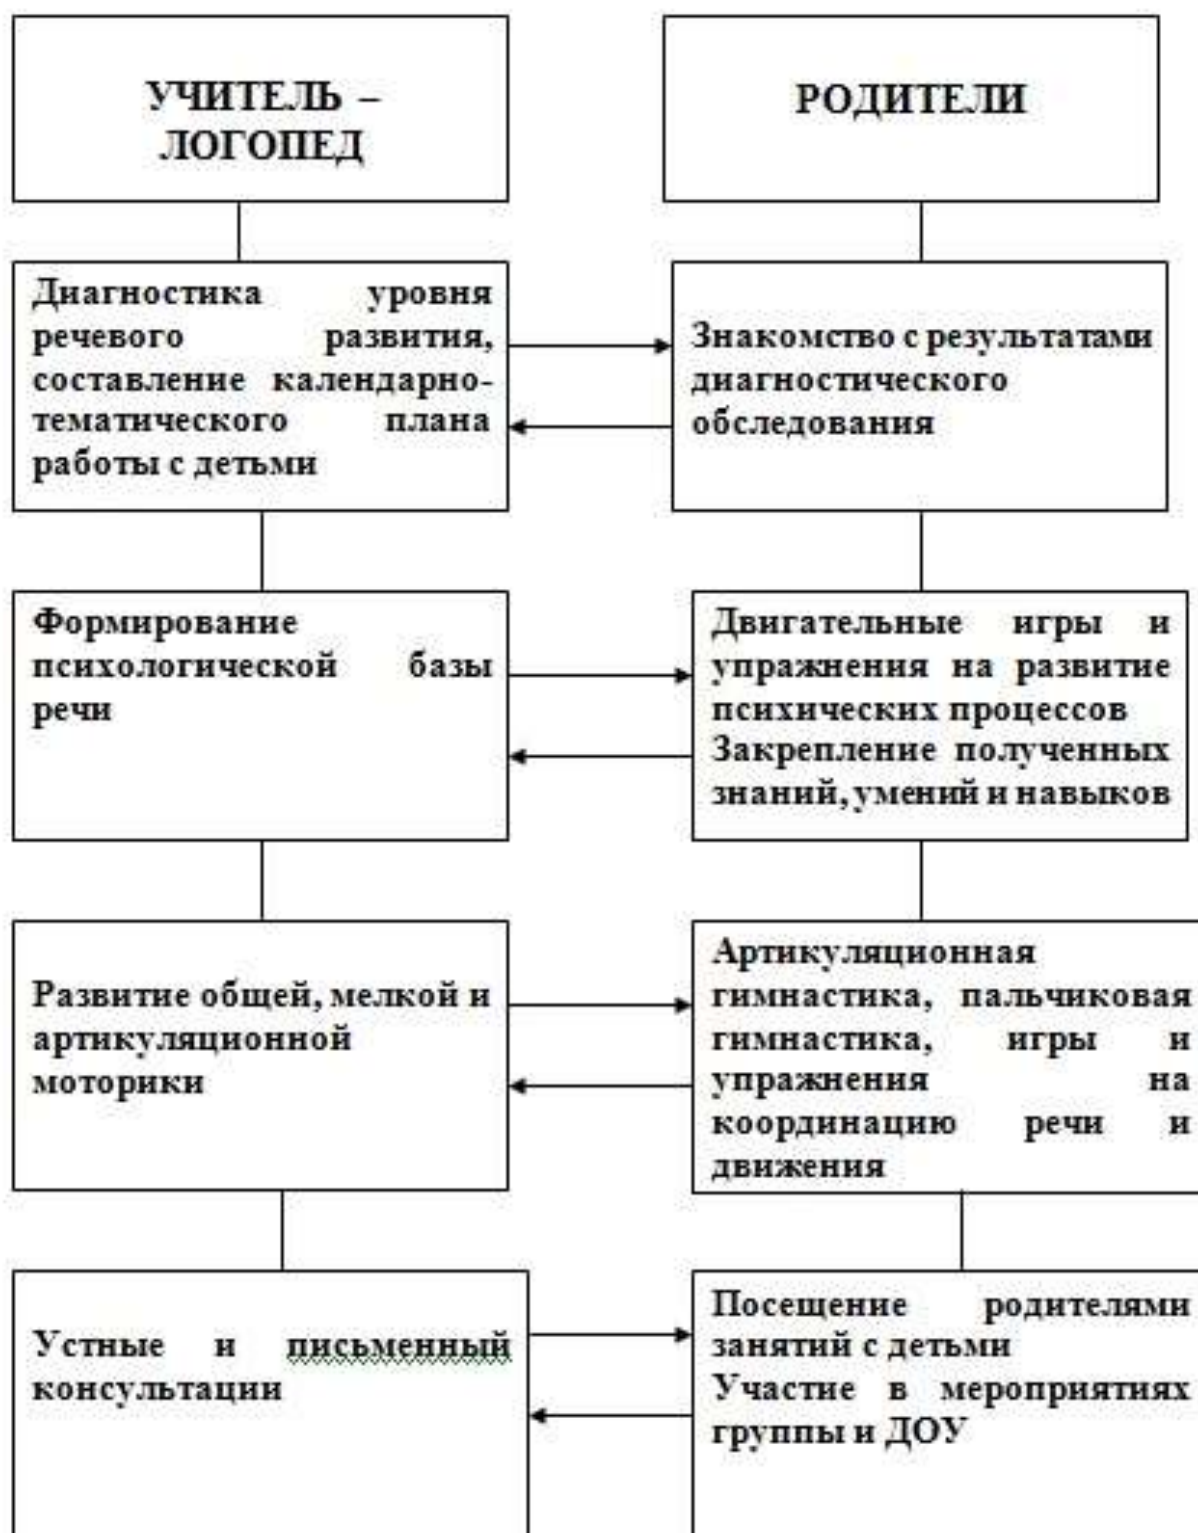 УЧИТЕЛЬ –
ЛОГОПЕД
РОДИТЕЛИ
Диагностика уровня
речевого развития,
составление календарно-
тематического плана
работы с детьми
Знакомство с результатами
диагностического
обследования
Формирование
психологической базы
речи
Двигательные игры и
упражнения на развитие
психических процессов
Закрепление полученных
знаний, умений и навыков
Развитие общей, мелкой и
артикуляционной
моторики
Артикуляционная
гимнастика, пальчиковая
гимнастика, игры и
упражнения на
координацию речи и
движения
Устные и письменный
консультации
Посещение родителями
занятий с детьми
Участие в мероприятиях
группы и ДОУ